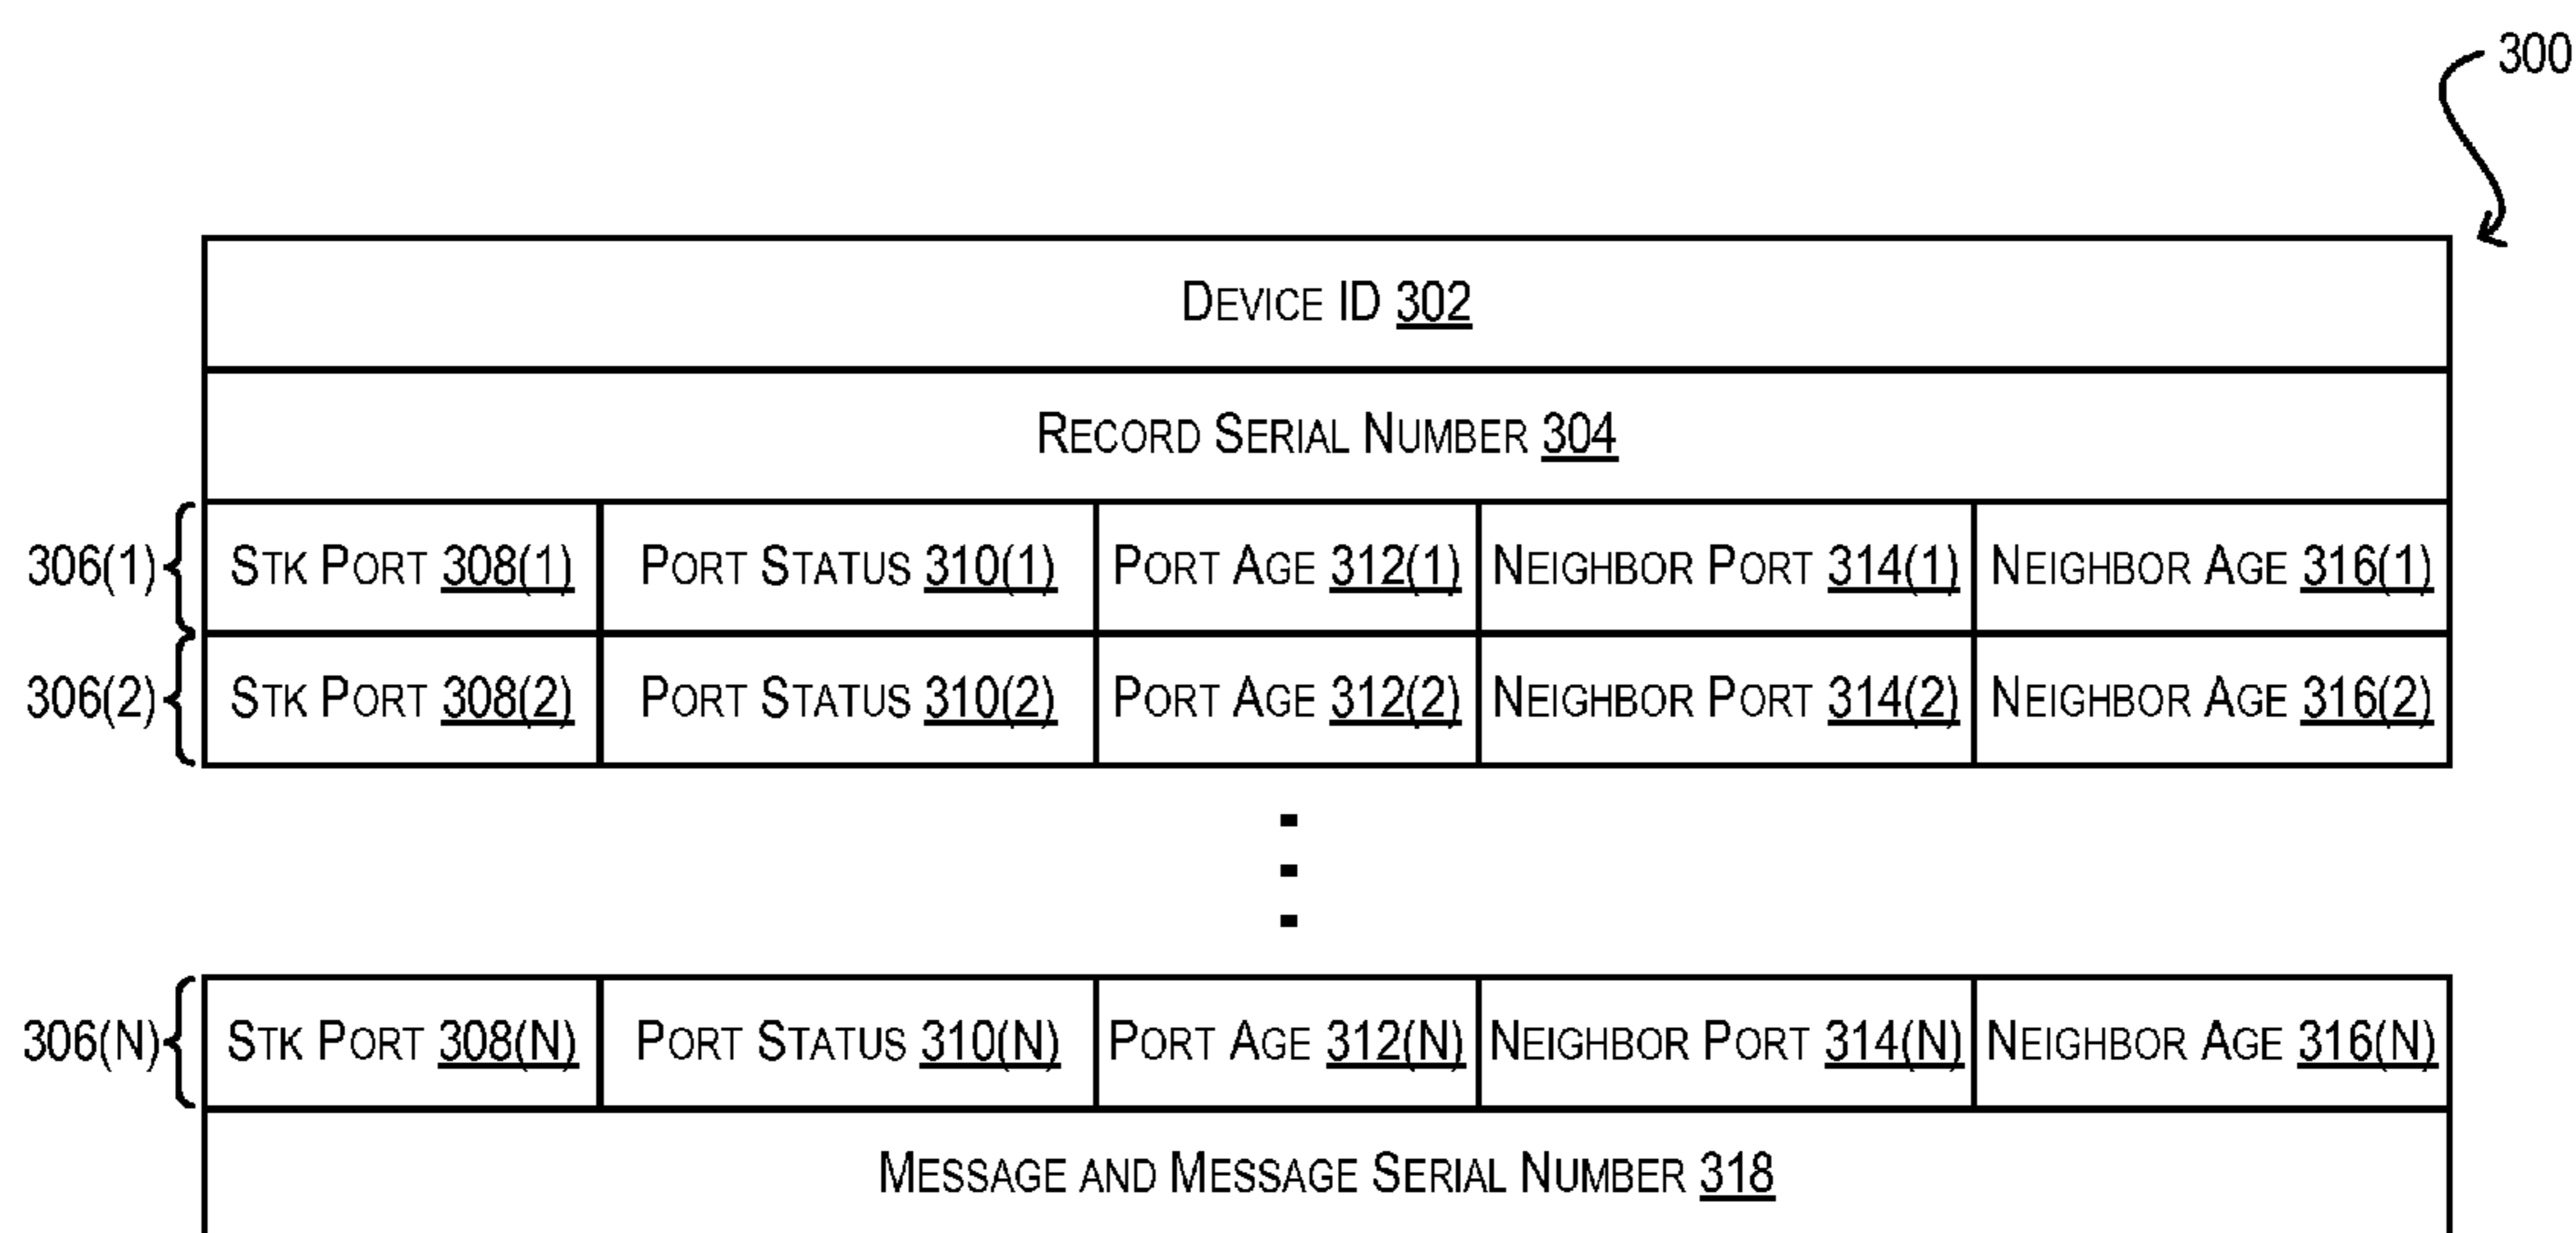 300
DEVICE ID 302
RECORD SERIAL NUMBER 304
306(1) STK PORT 308(1) PORT STATUS 310(1) PORT AGE 312(1) NEIGHBOR PORT 314(1) NEIGHBOR AGE 316(1)
306(2) STK PORT 308(2) PORT STATUS 310(2) PORT AGE 312(2) NEIGHBOR PORT 314(2) NEIGHBOR AGE 316(2)
306(N) STK PORT 308(N) PORT STATUS 310(N) PORT AGE 312(N) NEIGHBOR PORT 314(N) NEIGHBOR AGE 316(N)
MESSAGE AND MESSAGE SERIAL NUMBER 318